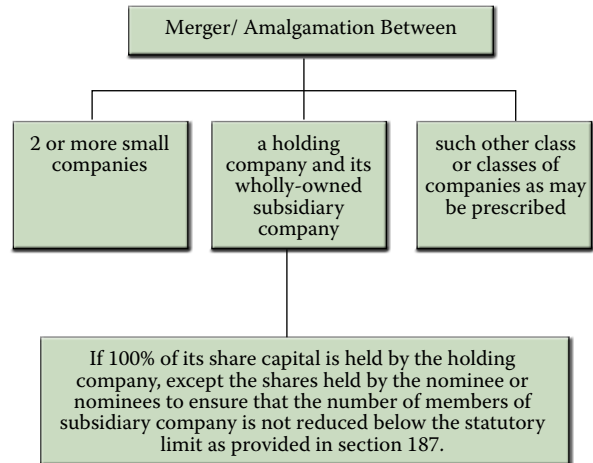 Merger/ Amalgamation Between
2 or more small
companies
a holding
company and its
wholly-owned
subsidiary
company
such other class
or classes of
companies as may
be prescribed
If 100% of its share capital is held by the holding
company, except the shares held by the nominee or
nominees to ensure that the number of members of
subsidiary company is not reduced below the statutory
limit as provided in section 187.